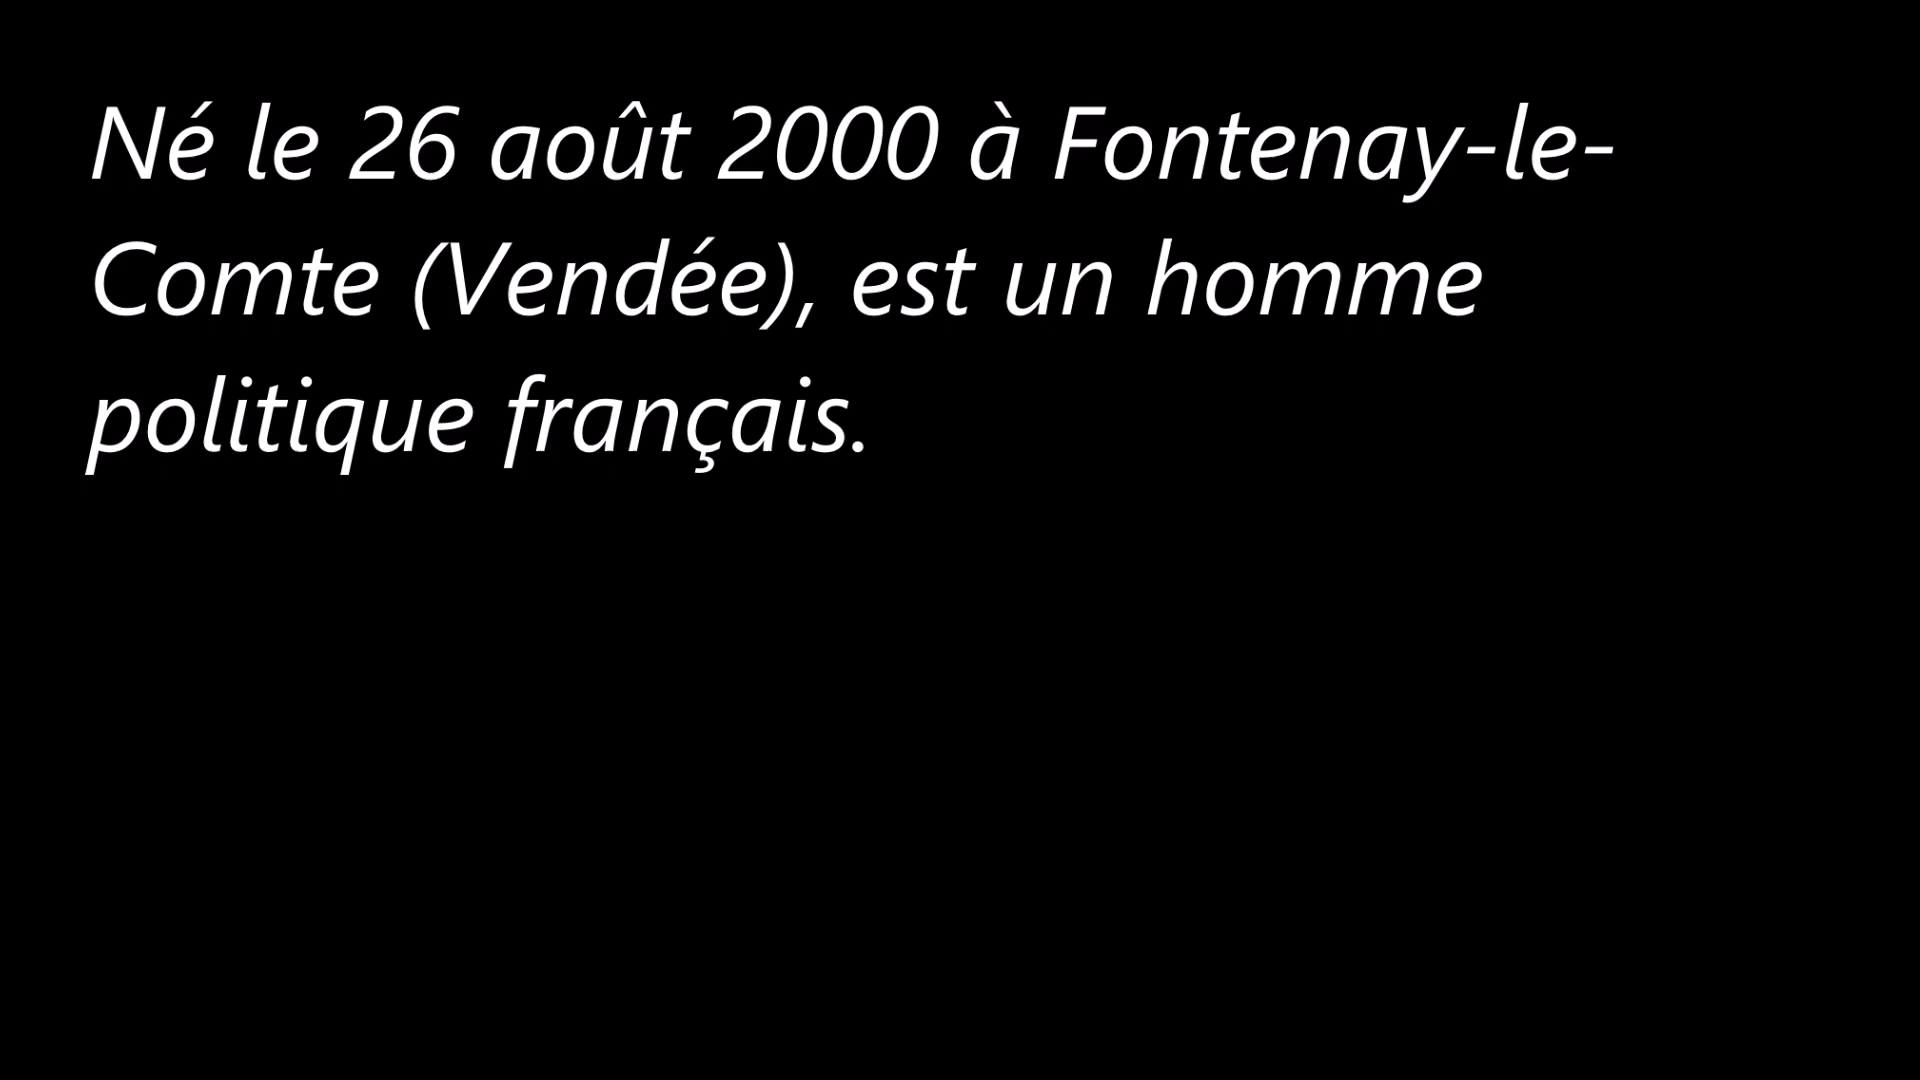 Né le 26 août 2000 à Fontenay-le-
Comte (Vendée), est un homme
politique français.